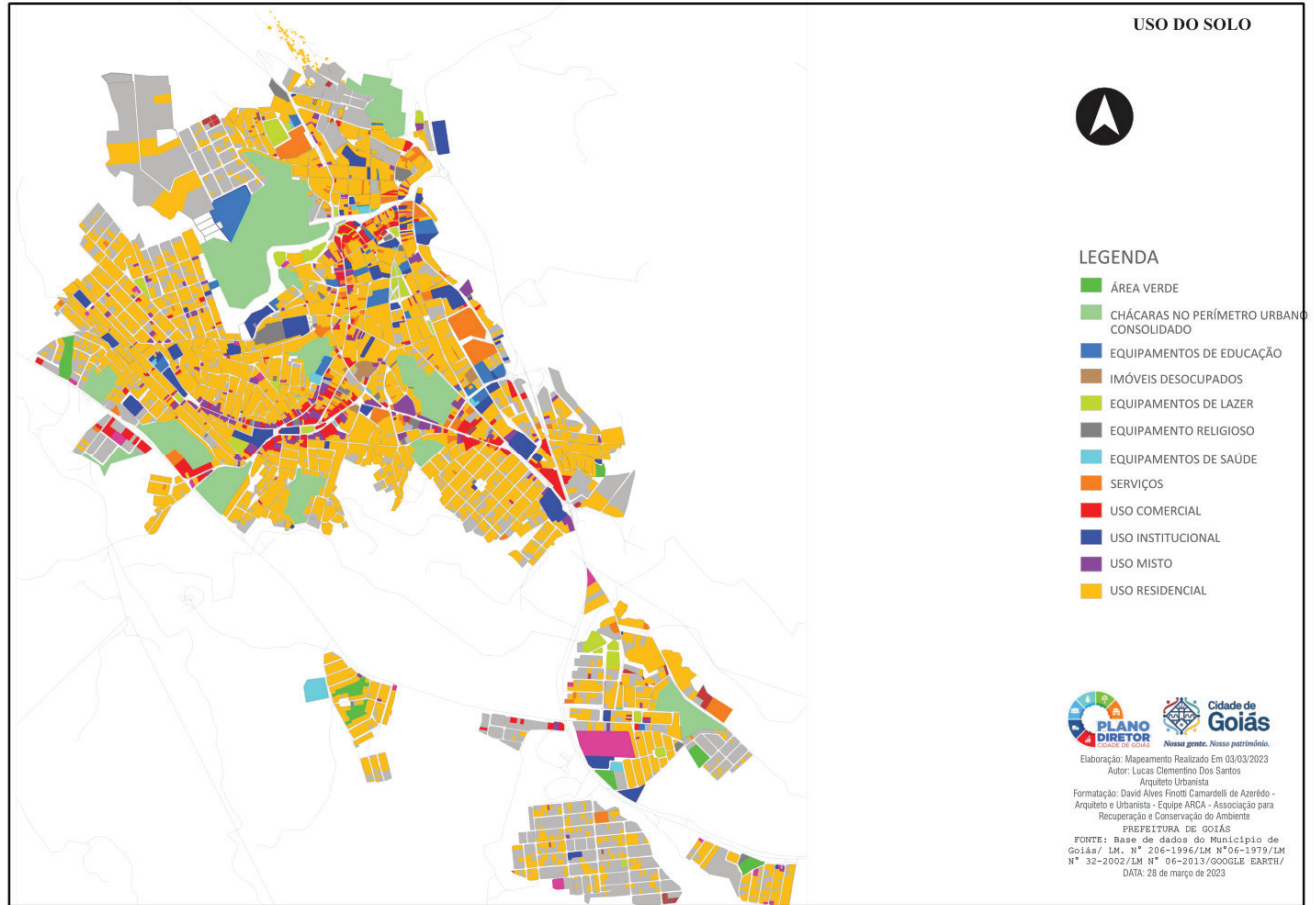 USO DO SOLO
LEGENDA
ÁREA VERDE
CHÁCARAS NO PERÍMETRO URBANO
CONSOLIDADO
EQUIPAMENTOS DE EDUCAÇÃO
IMÓVEIS DESOCUPADOS
EQUIPAMENTOS DE LAZER
EQUIPAMENTO RELIGIOSO
EQUIPAMENTOS DE SAÚDE
SERVIÇOS
USO COMERCIAL
USO INSTITUCIONAL
USO MISTO
USO RESIDENCIAL
PLANO
DIRETOR
CIDADE DE GOIÁS
Cidade de
Goiás
Nossa gente. Nosso patrimônio.
Elaboração: Mapeamento Realizado Em 03/03/2023
Autor: Lucas Clementino Dos Santos
Arquiteto Urbanista
Formatação: David Alves Finotti Camardelli de Azerêdo -
Arquiteto e Urbanista - Equipe ARCA - Associação para
Recuperação e Conservação do Ambiente
PREFEITURA DE GOIÁS
FONTE: Base de dados do Município de
Goiás/ LM. N° 206-1996/LM N°06-1979/LM
N° 32-2002/LM N° 06-2013/GOOGLE EARTH/
DATA: 28 de março de 2023